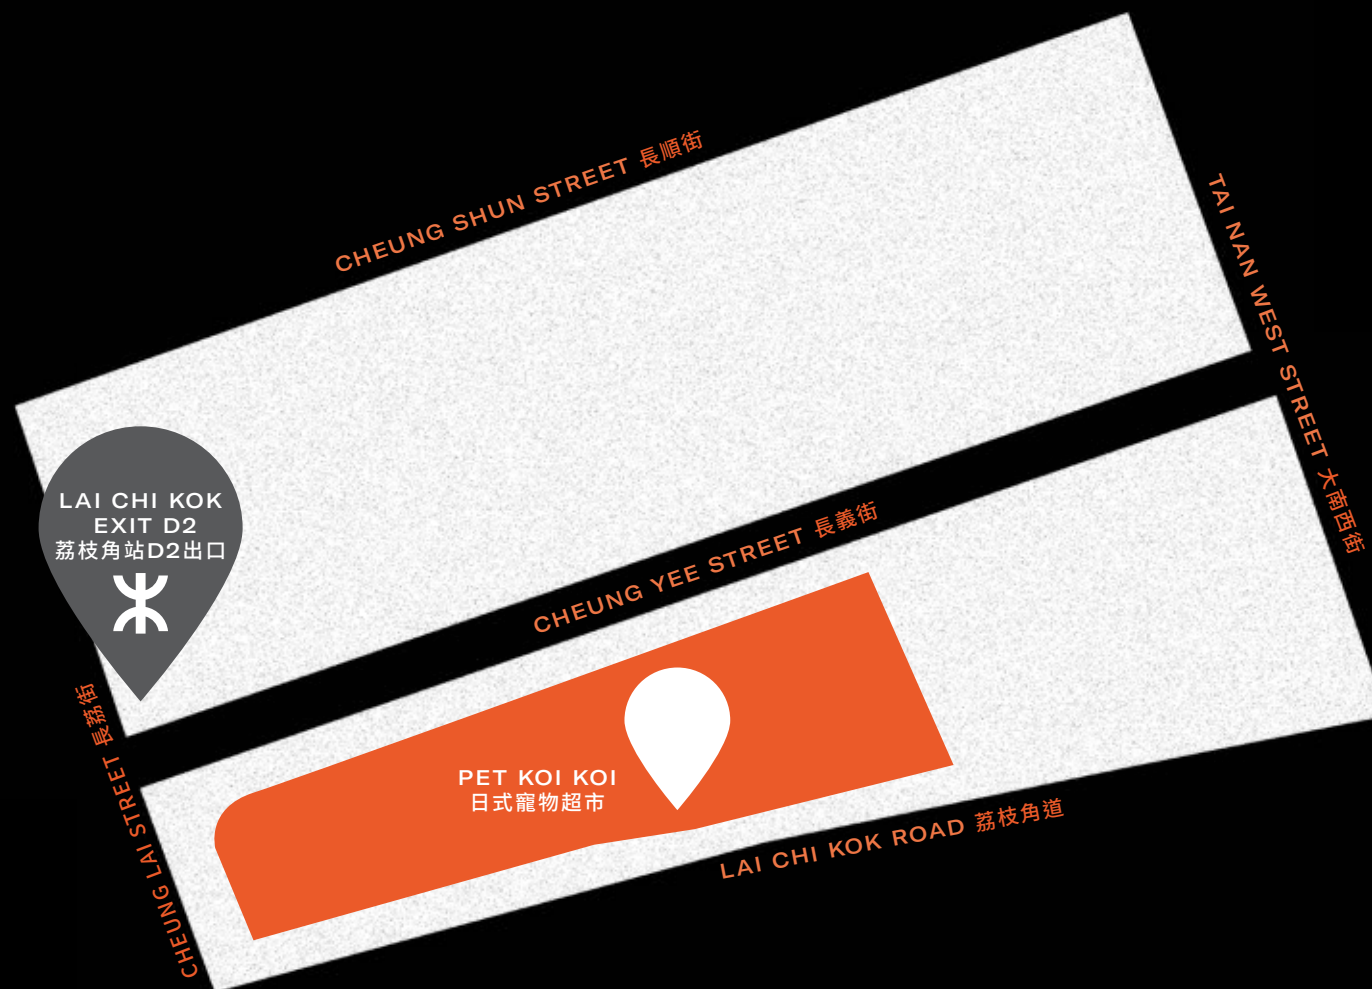 CHEUNG SHUN STREET 長順街
TAI NAN WEST STREET 大南西街
LAI CHI KOK
EXIT D2
荔枝角站D2出口
CHEUNG YEE STREET 長義街
CHEUNG LAI STREET 長荔街
PET KOI KOI
日式寵物超市
LAI CHI KOK ROAD 荔枝角道